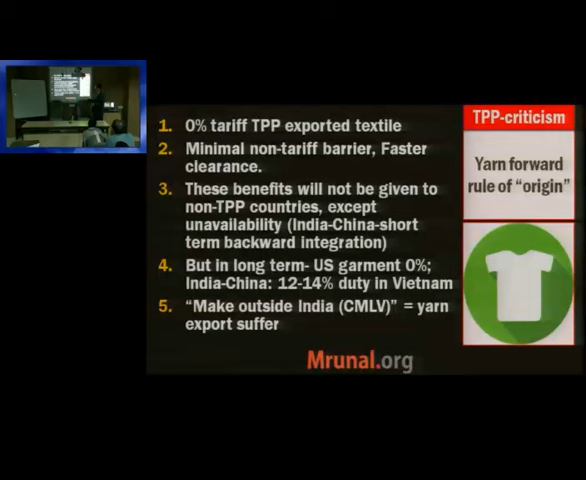 TPP-criticism
1. 0% tariff TPP exported textile
2. Minimal non-tariff barrier, Faster
clearance.
3. These benefits will not be given to
non-TPP countries, except
unavailability (India-China-short
term backward integration)
4. But in long term- US garment 0%;
India-China: 12-14% duty in Vietnam
5. “Make outside India (CMLV)” = yarn
export suffer
Yarn forward
rule of “origin”
Mrunal.org